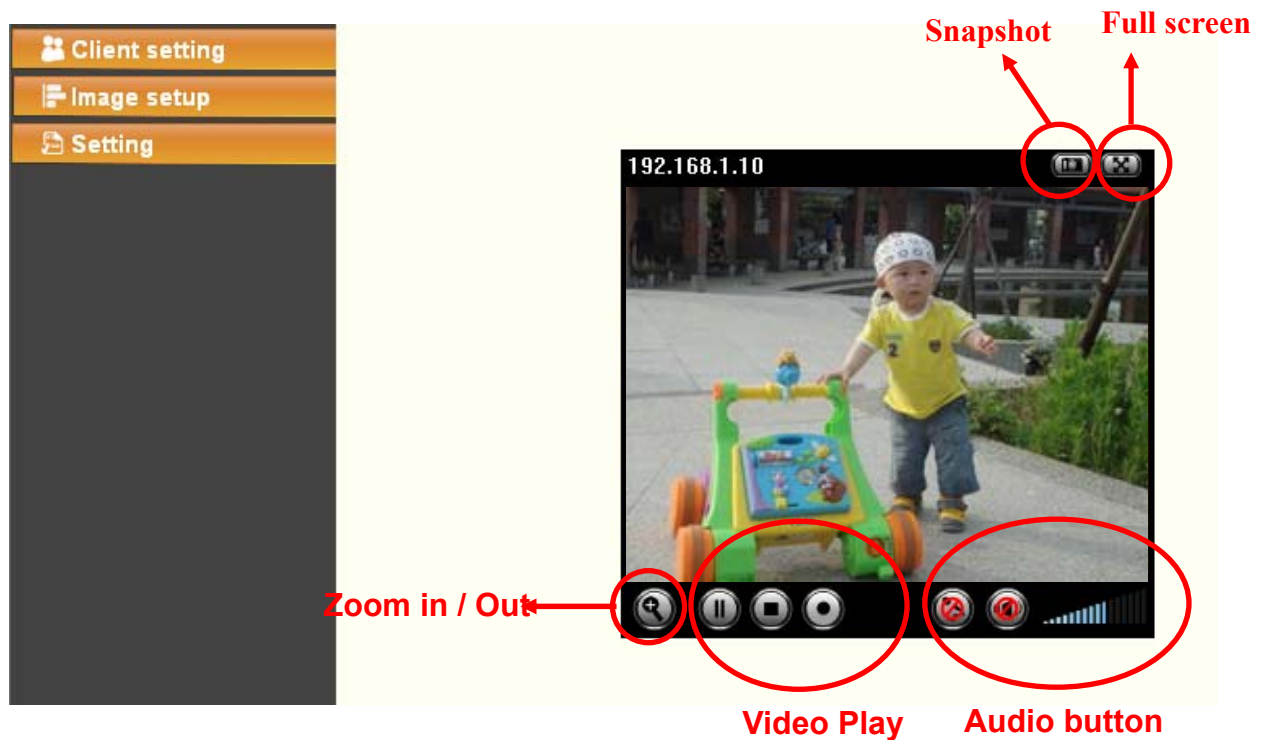 Snapshot
Full screen
Client setting
Image setup
Setting
192.168.1.10
2
Zoom in / Out
Video Play
Audio button